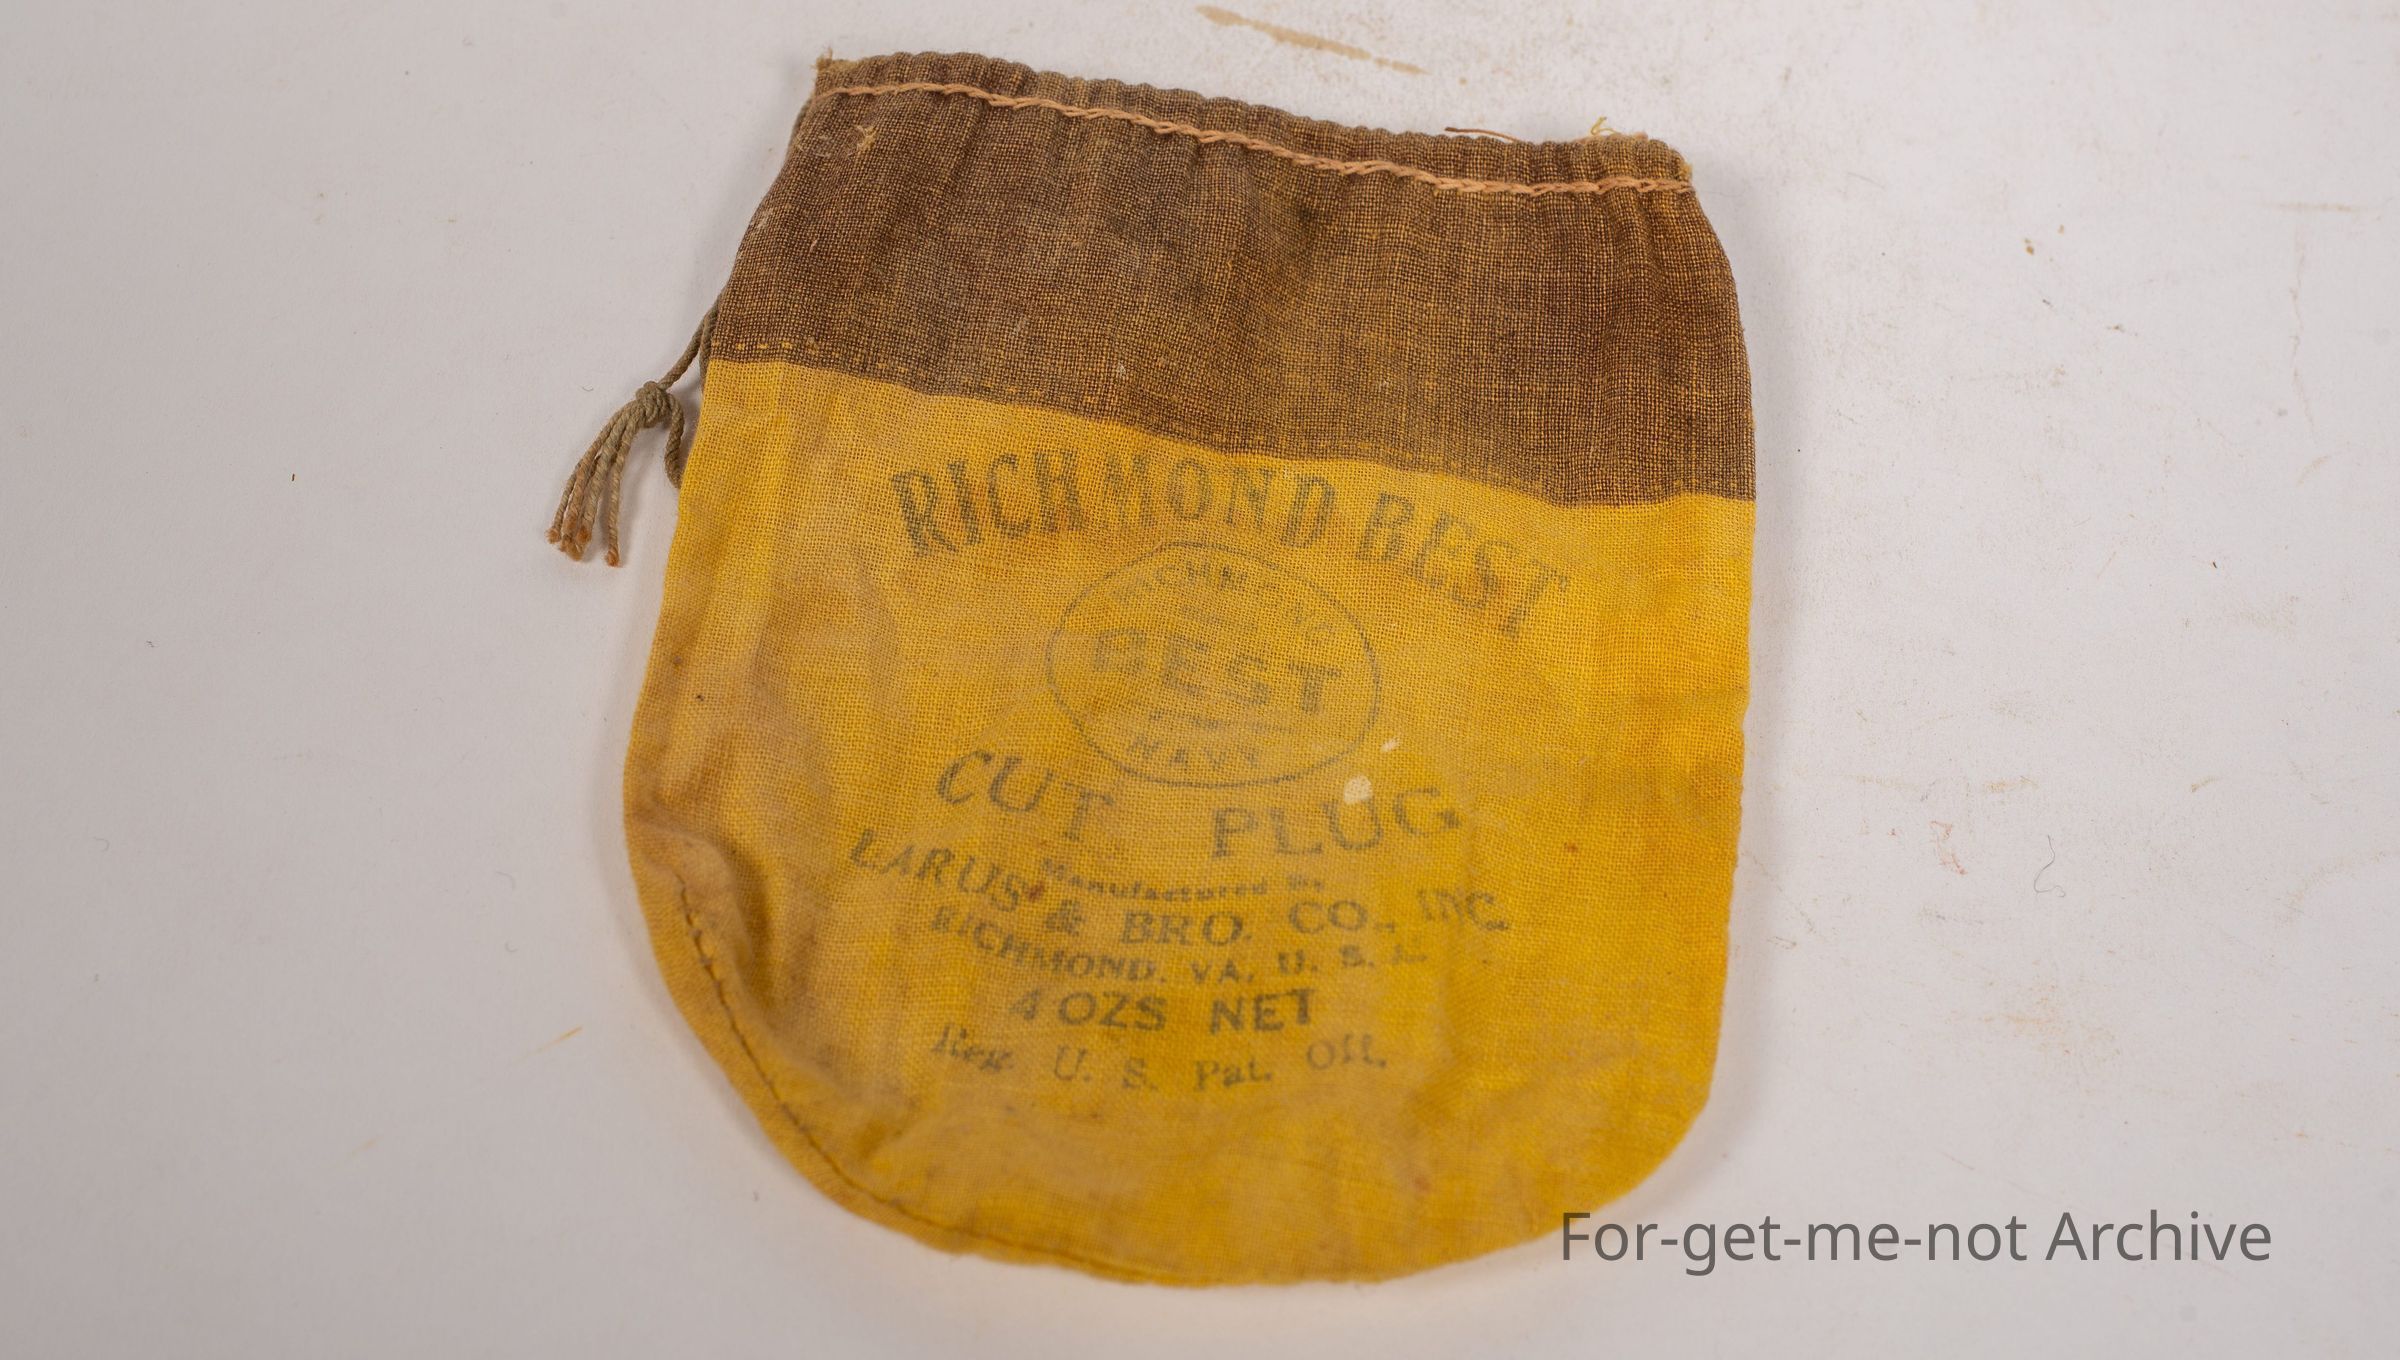 RICHMOND BEST
RICHMOND
BEST
NAVY
CUT PLUG
Manufactured By
LARUS & BRO. CO., INC.
RICHMOND, VA. U. S. A.
4 OZS NET
Reg. U. S. Pat. Off.
For-get-me-not Archive